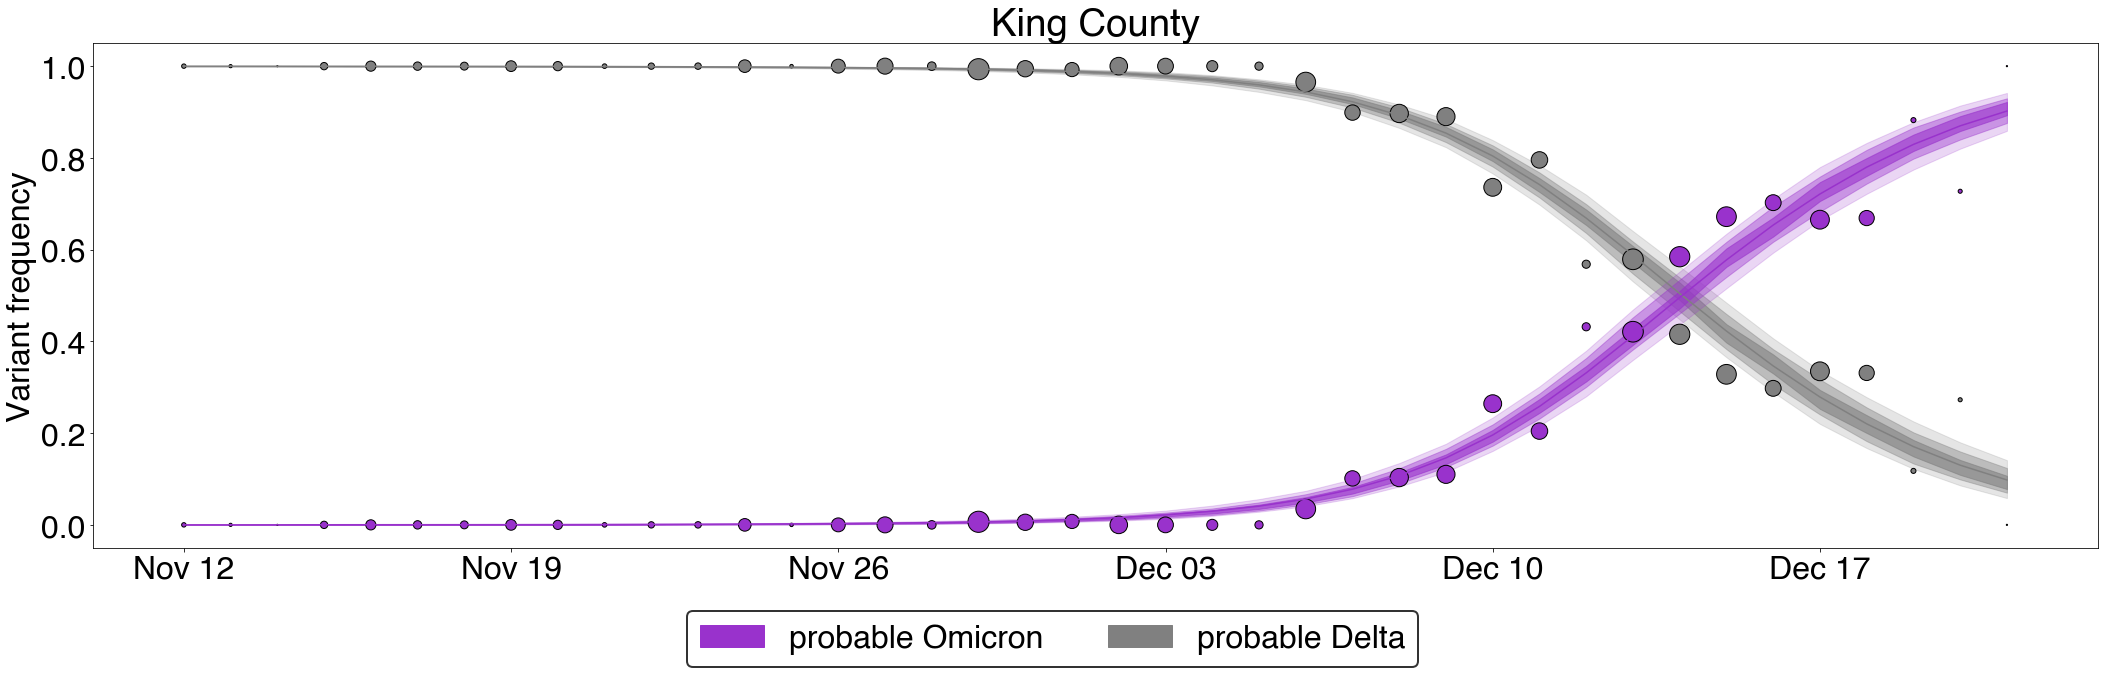 King County
Variant frequency
1.0
0.8
0.6
0.4
0.2
0.0
Nov 12 Nov 19 Nov 26 Dec 03 Dec 10 Dec 17
probable Omicron probable Delta